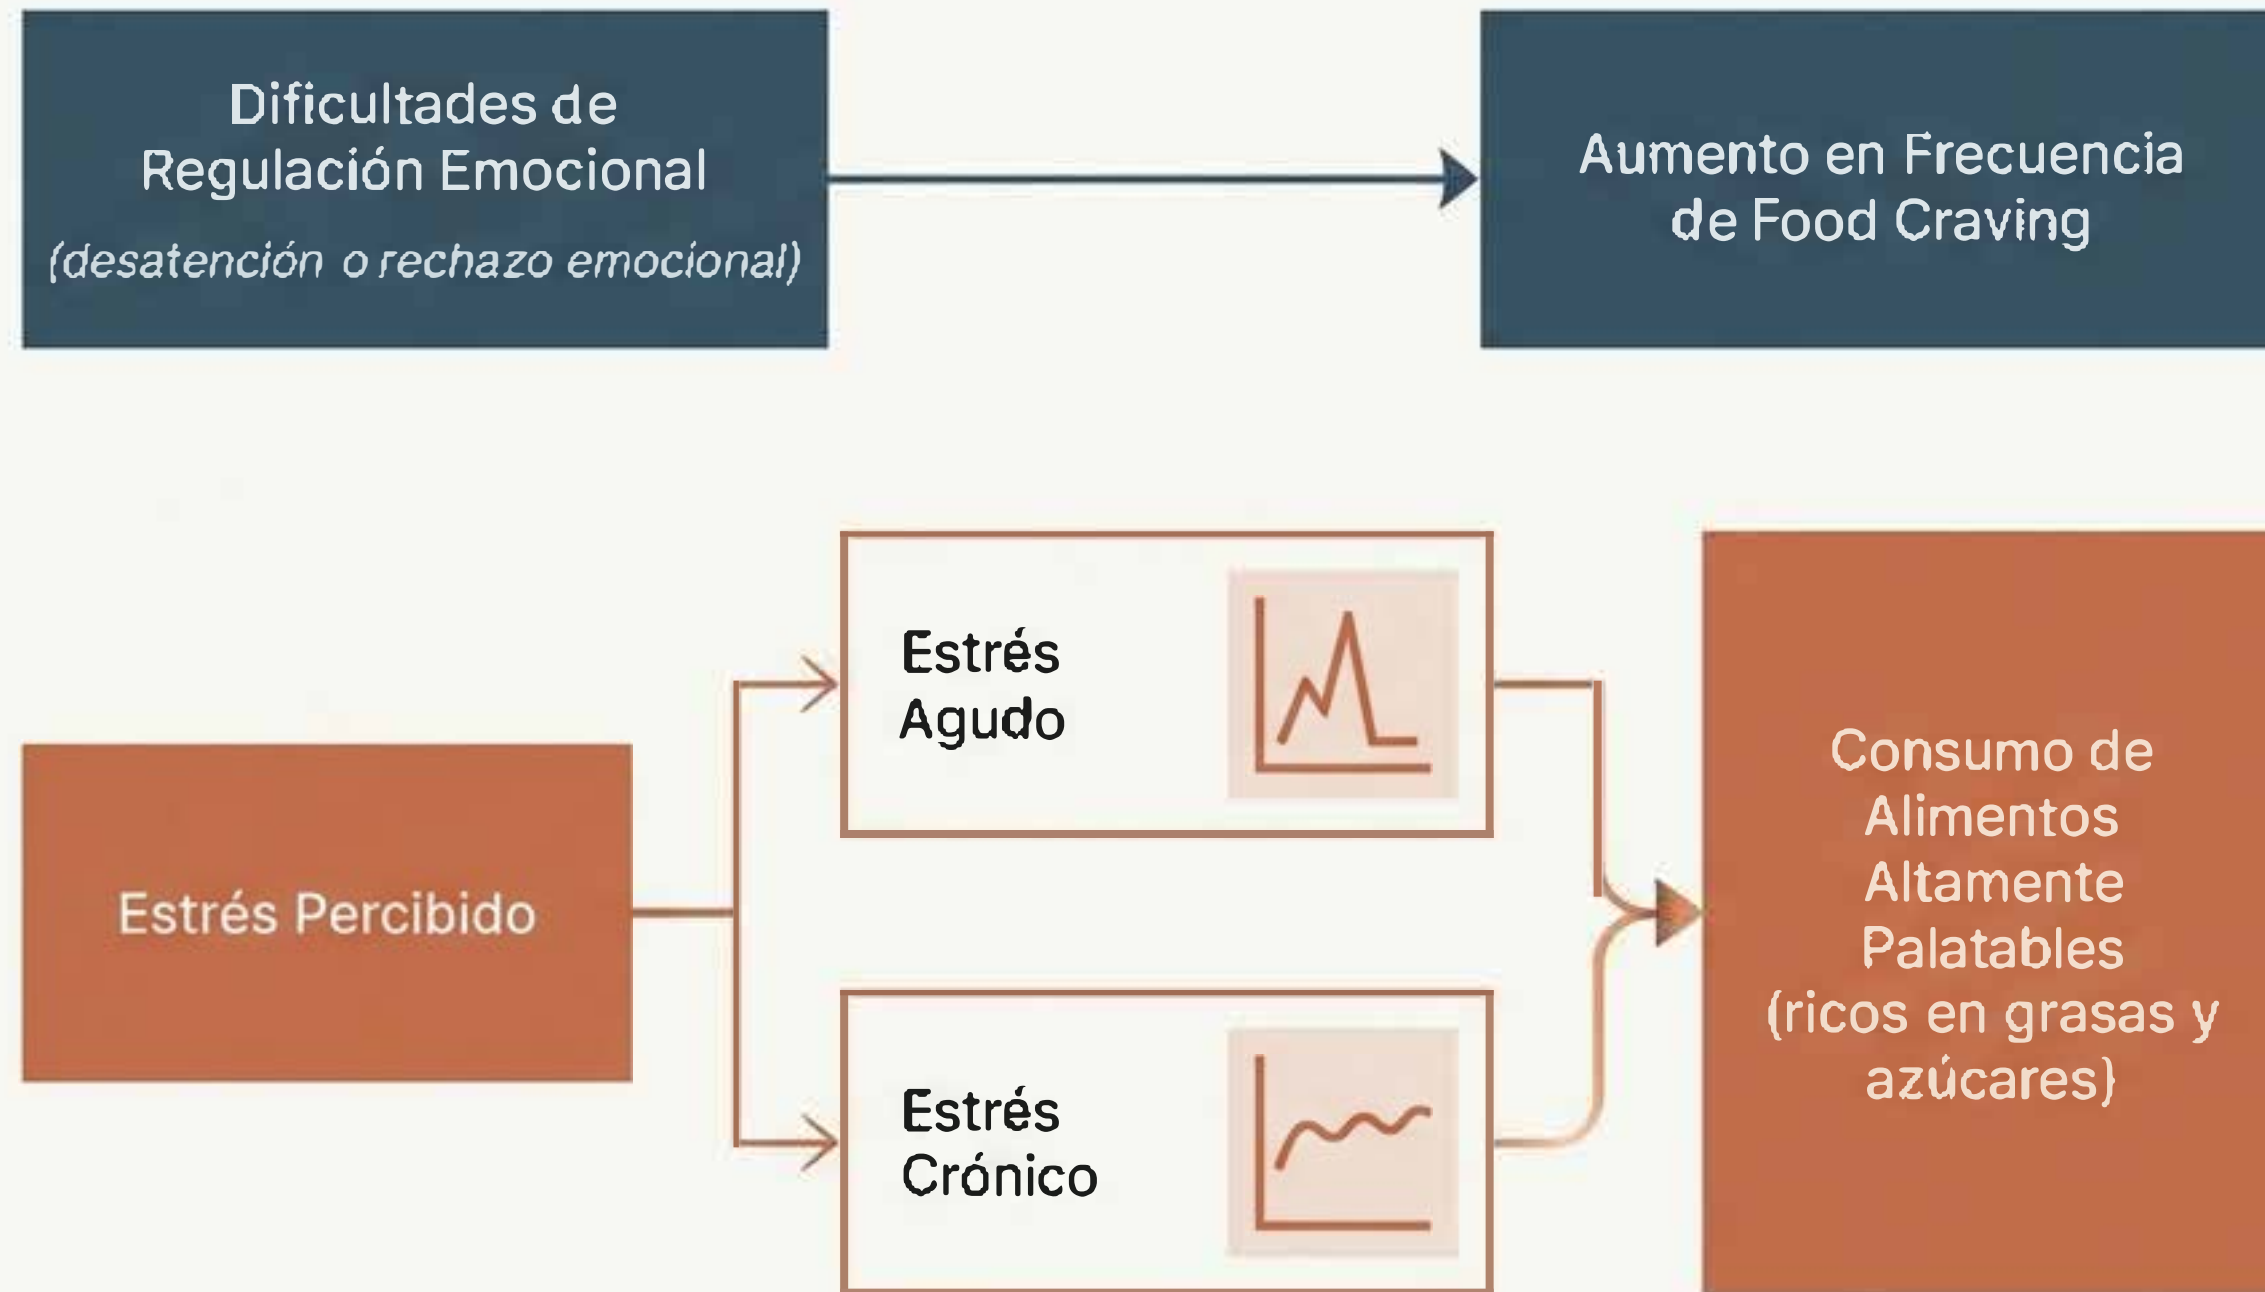 Dificultades de
Regulación Emocional
(desatención o rechazo emocional)
Aumento en Frecuencia
de Food Craving
Estrés Percibido
Estrés
Agudo
Estrés
Crónico
Consumo de
Alimentos
Altamente
Palatables
(ricos en grasas y
azúcares)